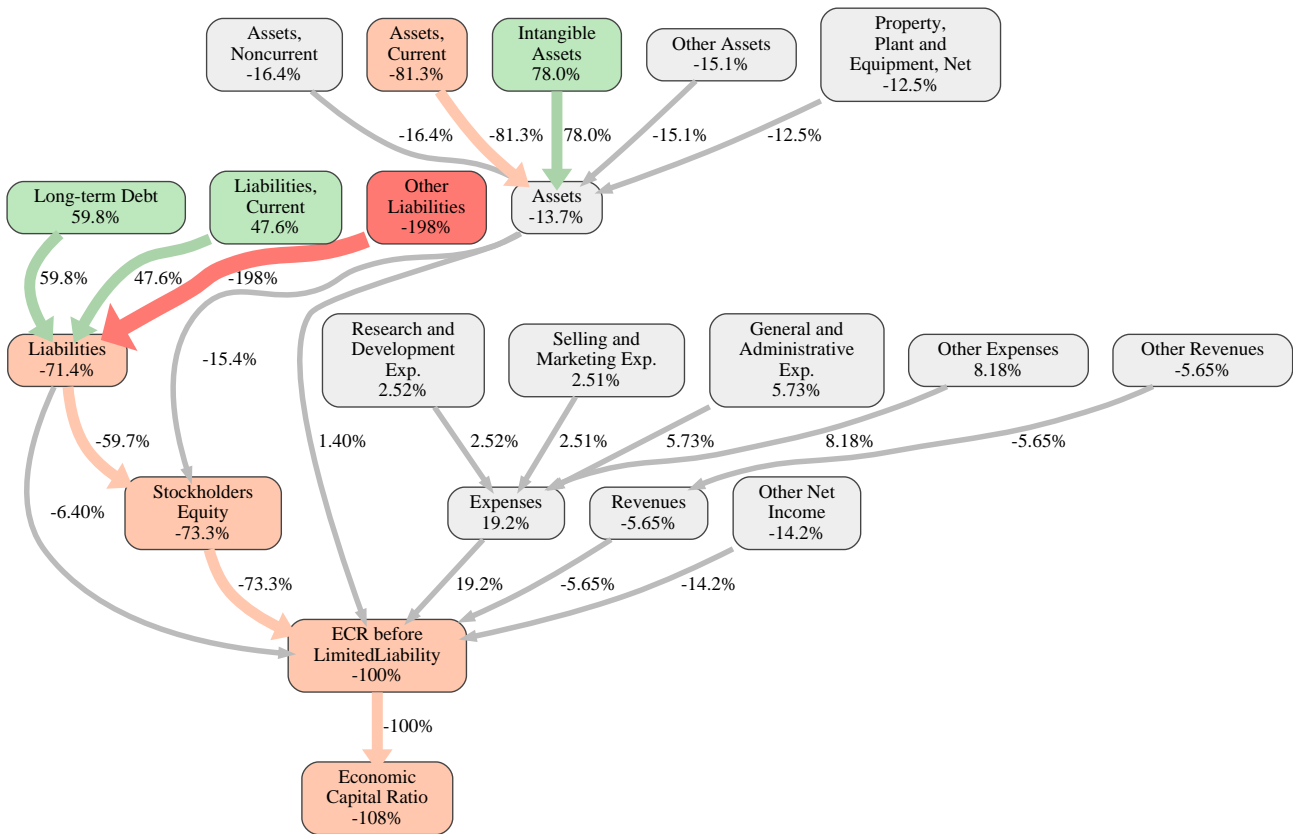 Assets,
Noncurrent
-16.4%
Assets,
Current
-81.3%
Intangible
Assets
78.0%
Other Assets
-15.1%
Property,
Plant and
Equipment, Net
-12.5%
-16.4%
-81.3%
78.0%
-15.1%
-12.5%
Long-term Debt
59.8%
Liabilities,
Current
47.6%
Other
Liabilities
-198%
Assets
-13.7%
59.8%
47.6%
-198%
Liabilities
-71.4%
-15.4%
Research and
Development
Exp.
2.52%
Selling and
Marketing Exp.
2.51%
General and
Administrative
Exp.
5.73%
Other Expenses
8.18%
Other Revenues
-5.65%
-59.7%
1.40%
2.52%
2.51%
5.73%
8.18%
-5.65%
-6.40%
Stockholders
Equity
-73.3%
Expenses
19.2%
Revenues
-5.65%
Other Net
Income
-14.2%
-73.3%
19.2%
-5.65%
-14.2%
ECR before
LimitedLiability
-100%
-100%
Economic
Capital Ratio
-108%